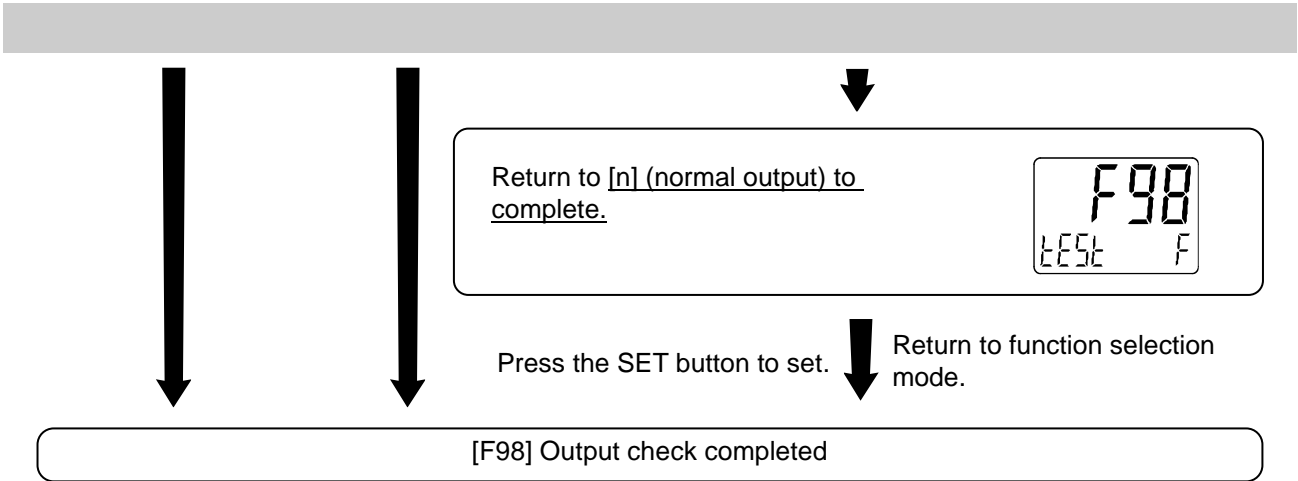 Return to [n] (normal output) to
complete.
F98
tESt F
Press the SET button to set.
Return to function selection
mode.
[F98] Output check completed